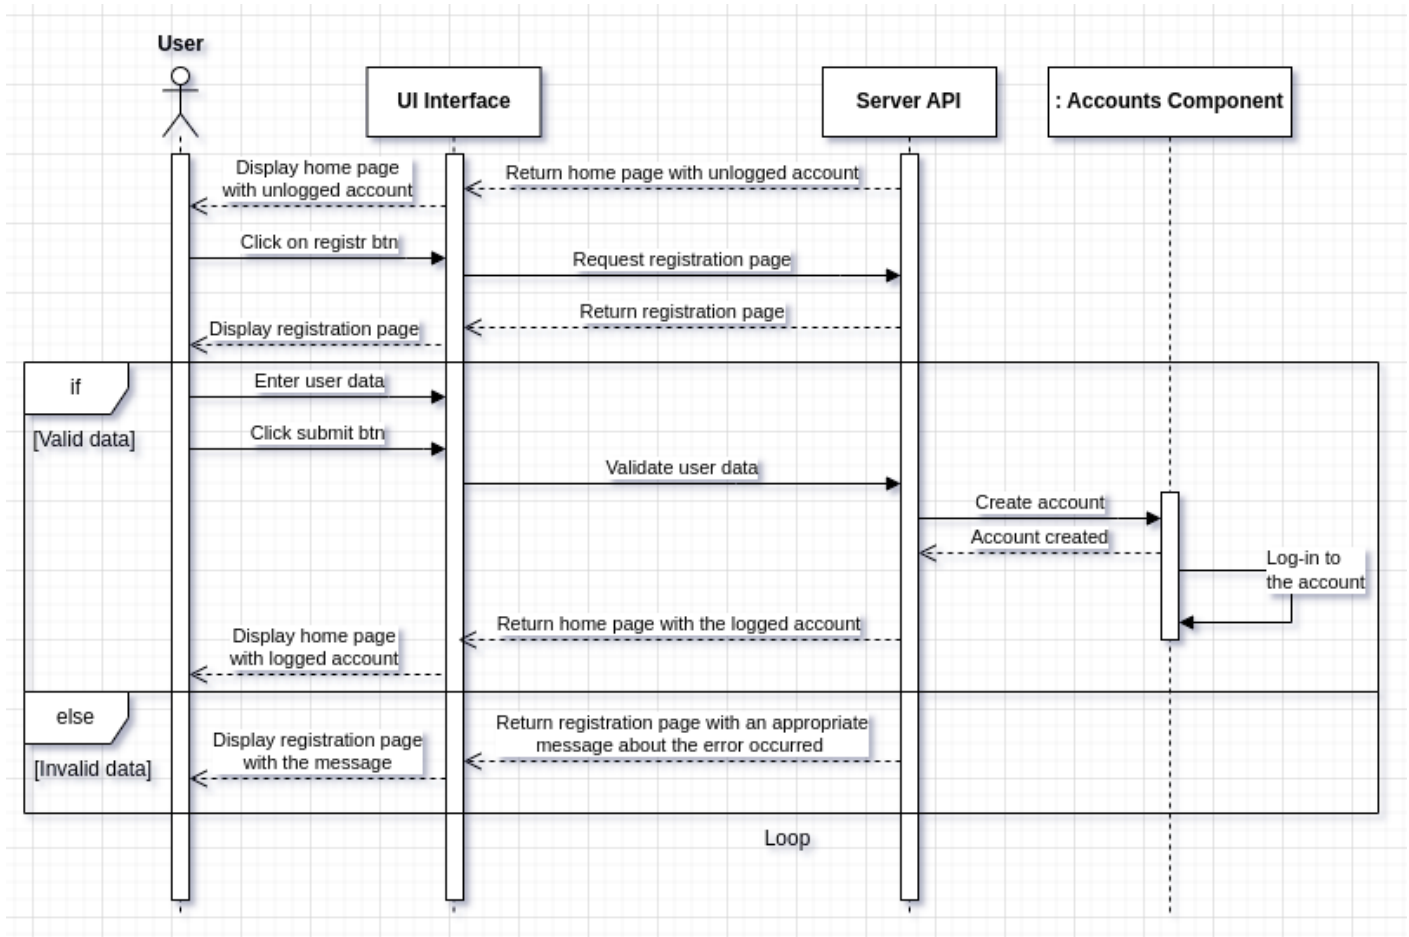 User
UI Interface
Server API
: Accounts Component
Display home page
with unlogged account
Return home page with unlogged account
Click on registr btn
Request registration page
Return registration page
Display registration page
if
Enter user data
[Valid data]
Click submit btn
Validate user data
Create account
Account created
Log-in to
the account
Return home page with the logged account
Display home page
with logged account
else
Return registration page with an appropriate
message about the error occurred
Display registration page
with the message
[Invalid data]
Loop